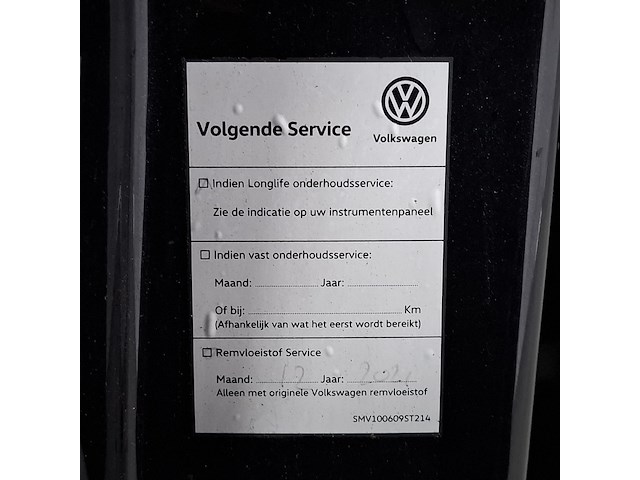 Volgende Service
Volkswagen
Indien Longlife onderhoudsservice:
Zie de indicatie op uw instrumentenpaneel
Indien vast onderhoudsservice:
Maand: Jaar:
Of bij: Km
(Afhankelijk van wat het eerst wordt bereikt)
Remvloeistof Service
Maand: 12 Jaar:
Alleen met originele Volkswagen remvloeistof
SMV100609ST214